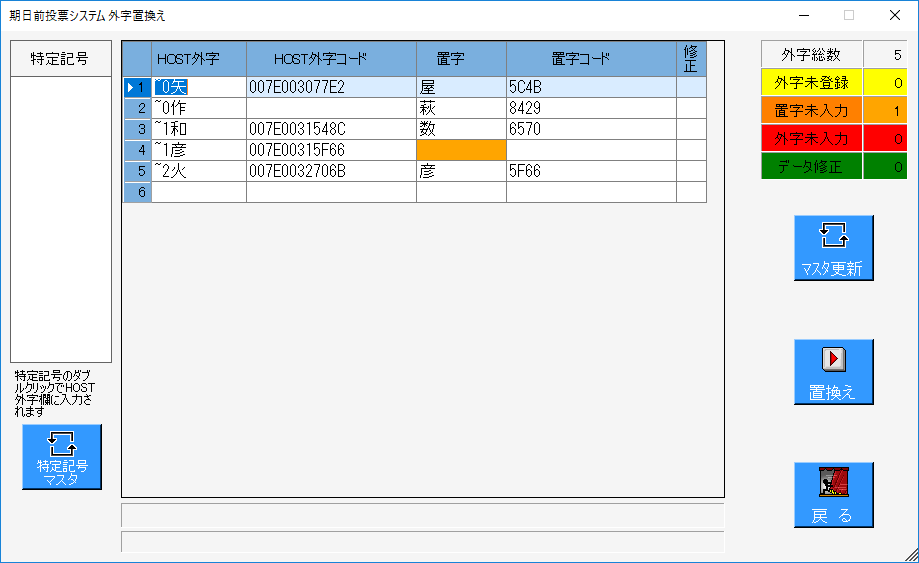 期日前投票システム 外字置換え
特定記号
特定記号のダブ
ルクリックでHOST
外字欄に入力さ
れます
特定記号
マスタ
HOST外字 HOST外字コード 置字 置字コード 修正
1 ~0矢 007E003077E2 屋 5C4B
2 ~0作 萩 8429
3 ~1和 007E0031548C 数 6570
4 ~1彦 007E00315F66
5 ~2火 007E0032706B 彦 5F66
6
外字総数 5
外字未登録 0
置字未入力 1
外字未入力 0
データ修正 0
マスタ更新
置換え
戻 る